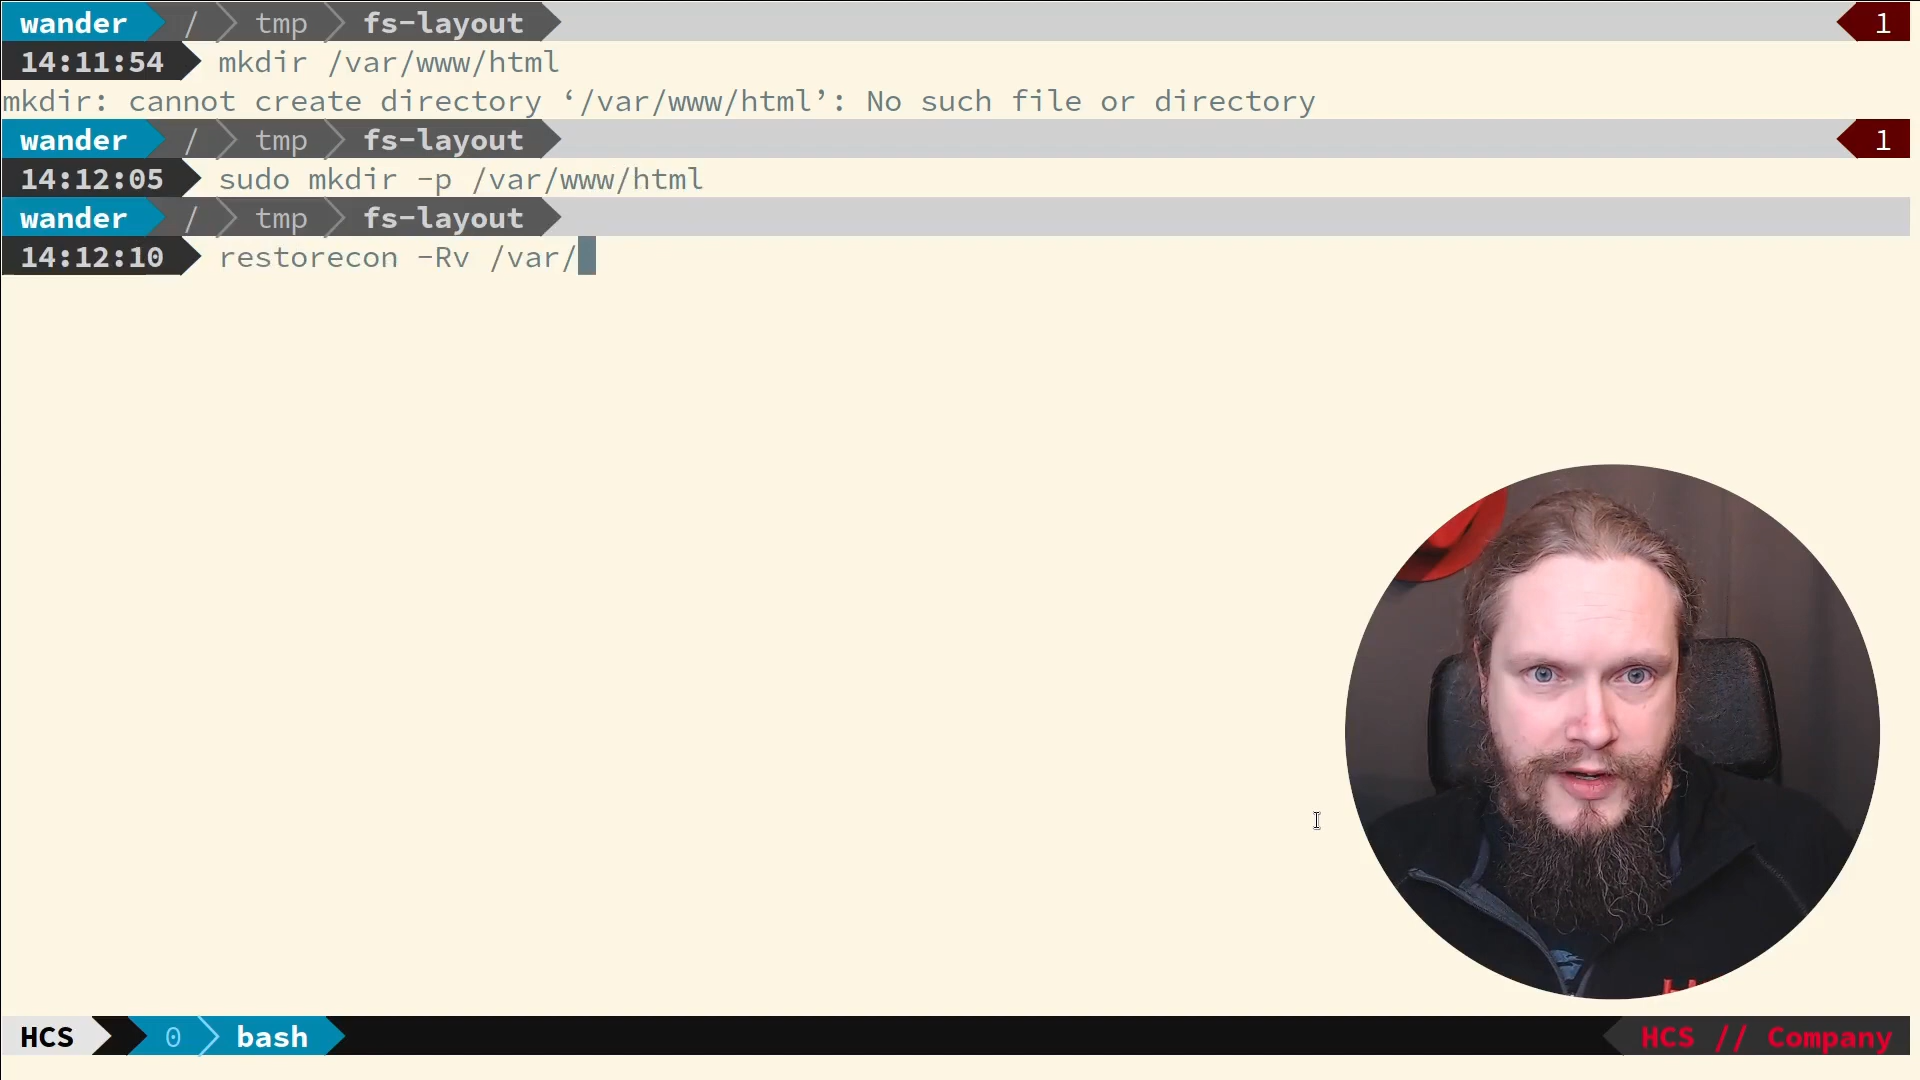 wander / tmp fs-layout 1
14:11:54 mkdir /var/www/html
mkdir: cannot create directory ‘/var/www/html’: No such file or directory
wander / tmp fs-layout 1
14:12:05 sudo mkdir -p /var/www/html
wander / tmp fs-layout
14:12:10 restorecon -Rv /var/
HCS 0 bash HCS // Company